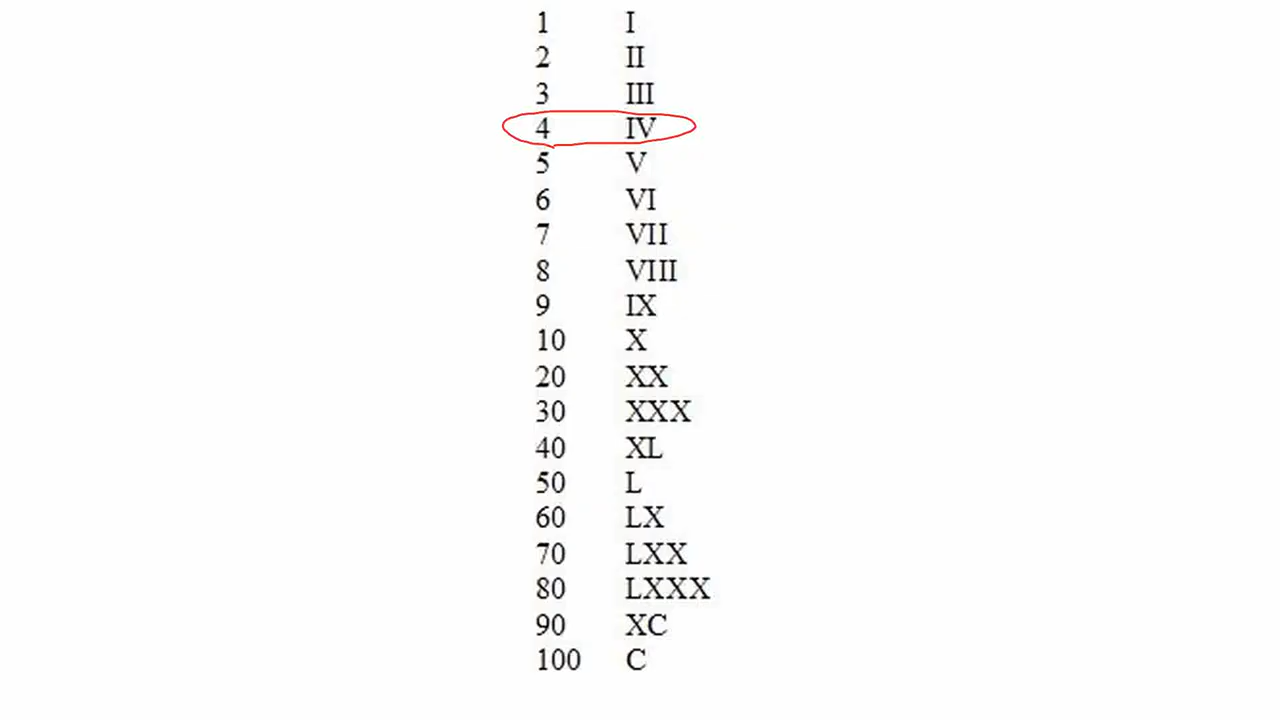 1 I
2 II
3 III
4 IV
5 V
6 VI
7 VII
8 VIII
9 IX
10 X
20 XX
30 XXX
40 XL
50 L
60 LX
70 LXX
80 LXXX
90 XC
100 C